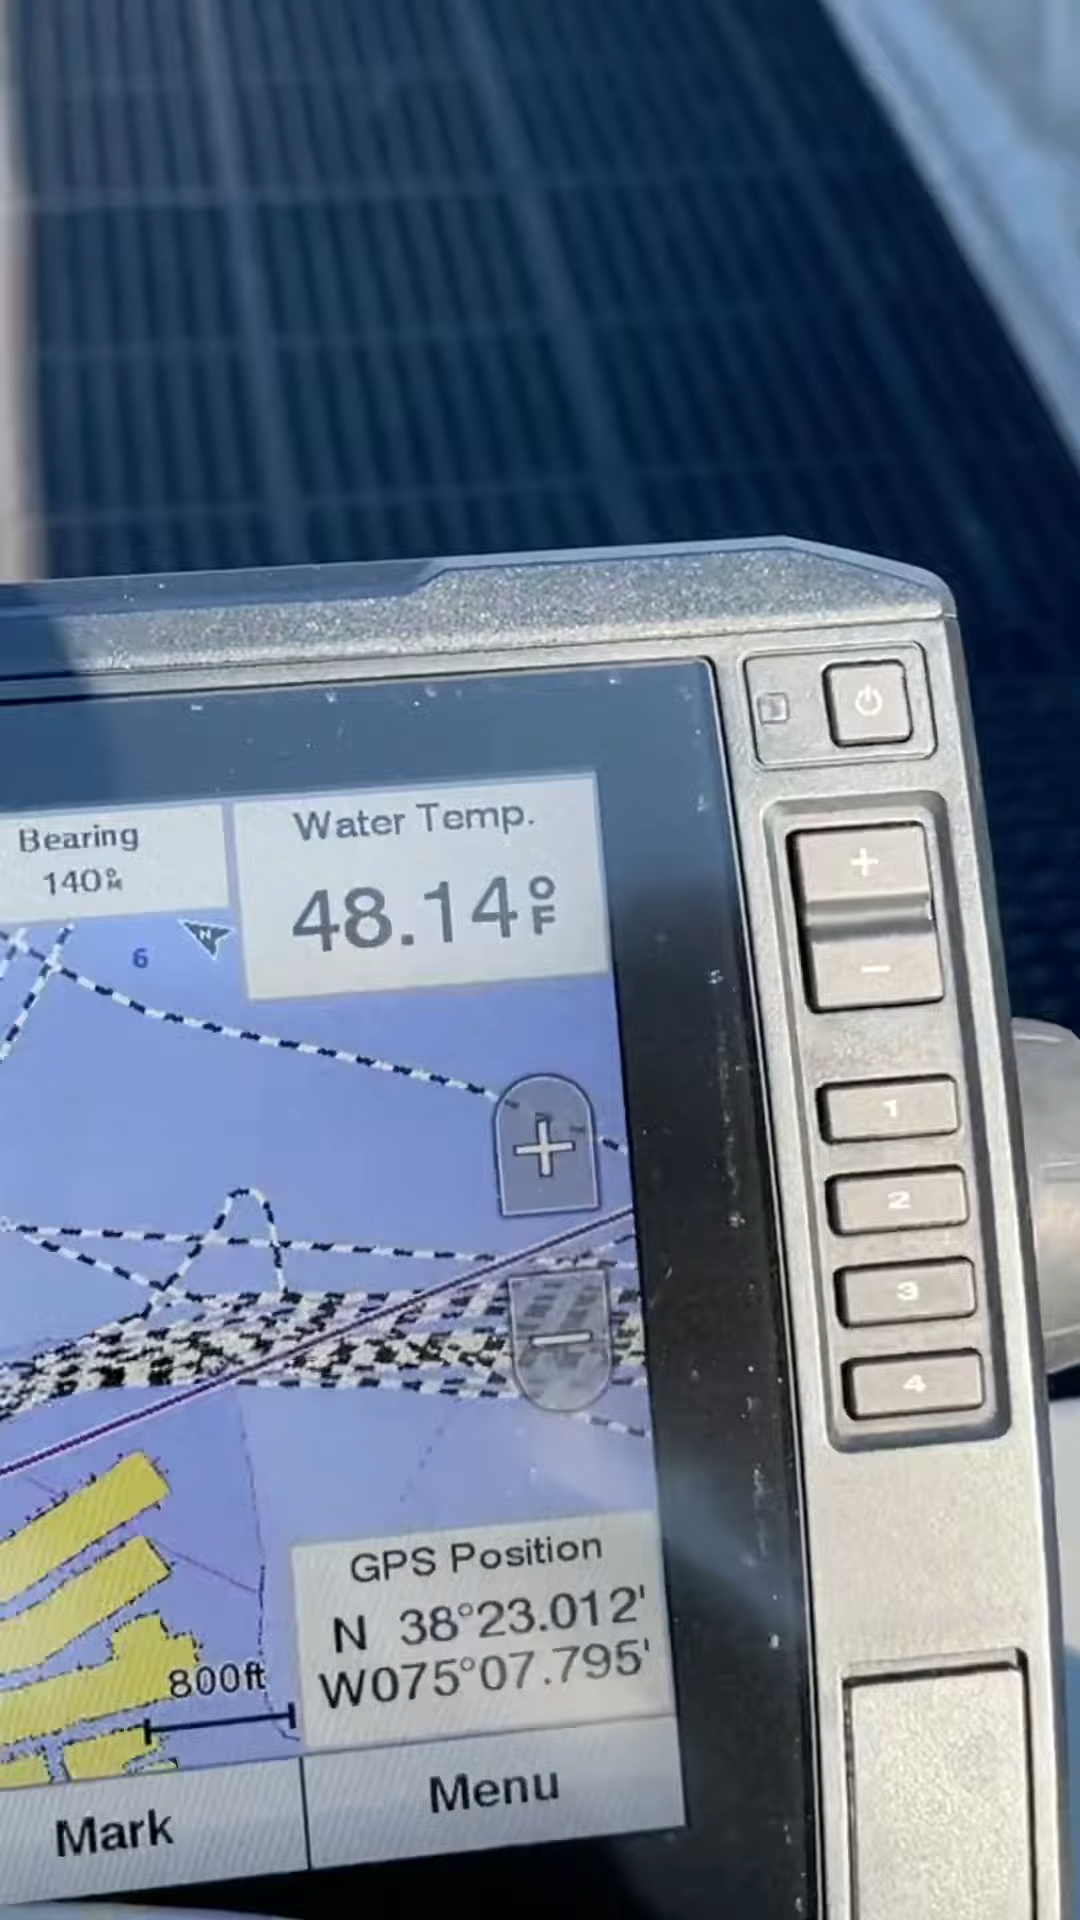 Bearing
140°M
Water Temp.
48.14°F
N
6
+
-
+
-
1
2
3
4
GPS Position
N 38°23.012'
W075°07.795'
800ft
Mark
Menu